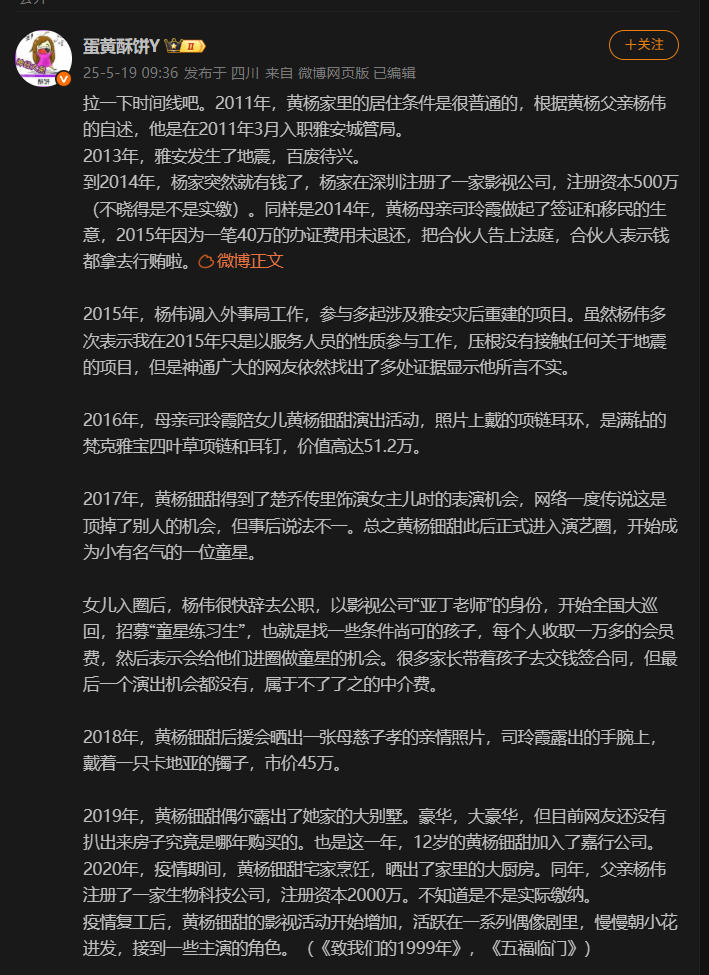 蛋黄酥饼Y II
+关注
25-5-19 09:36 发布于 四川 来自 微博网页版 已编辑
拉一下时间线吧。2011年，黄杨家里的居住条件是很普通的，根据黄杨父亲杨伟
的自述，他是在2011年3月入职雅安城管局。
2013年，雅安发生了地震，百废待兴。
到2014年，杨家突然就有钱了，杨家在深圳注册了一家影视公司，注册资本500万
（不晓得是不是实缴）。同样是2014年，黄杨母亲司玲霞做起了签证和移民的生
意，2015年因为一笔40万的办证费用未退还，把合伙人告上法庭，合伙人表示钱
都拿去行贿啦。微博正文
2015年，杨伟调入外事局工作，参与多起涉及雅安灾后重建的项目。虽然杨伟多
次表示我在2015年只是以服务人员的性质参与工作，压根没有接触任何关于地震
的项目，但是神通广大的网友依然找出了多处证据显示他所言不实。
2016年，母亲司玲霞陪女儿黄杨钿甜演出活动，照片上戴的项链耳环，是满钻的
梵克雅宝四叶草项链和耳钉，价值高达51.2万。
2017年，黄杨钿甜得到了楚乔传里饰演女主儿时的表演机会，网络一度传说这是
顶掉了别人的机会，但事后说法不一。总之黄杨钿甜此后正式进入演艺圈，开始成
为小有名气的一位童星。
女儿入圈后，杨伟很快辞去公职，以影视公司“亚丁老师”的身份，开始全国大巡
回，招募“童星练习生”，也就是找一些条件尚可的孩子，每个人收取一万多的会员
费，然后表示会给他们进圈做童星的机会。很多家长带着孩子去交钱签合同，但最
后一个演出机会都没有，属于不了了之的中介费。
2018年，黄杨钿甜后援会晒出一张母慈子孝的亲情照片，司玲霞露出的手腕上，
戴着一只卡地亚的镯子，市价45万。
2019年，黄杨钿甜偶尔露出了她家的大别墅。豪华，大豪华，但目前网友还没有
扒出来房子究竟是哪年购买的。也是这一年，12岁的黄杨钿甜加入了嘉行公司。
2020年，疫情期间，黄杨钿甜宅家烹饪，晒出了家里的大厨房。同年，父亲杨伟
注册了一家生物科技公司，注册资本2000万。不知道是不是实际缴纳。
疫情复工后，黄杨钿甜的影视活动开始增加，活跃在一系列偶像剧里，慢慢朝小花
进发，接到一些主演的角色。（《致我们的1999年》，《五福临门》）